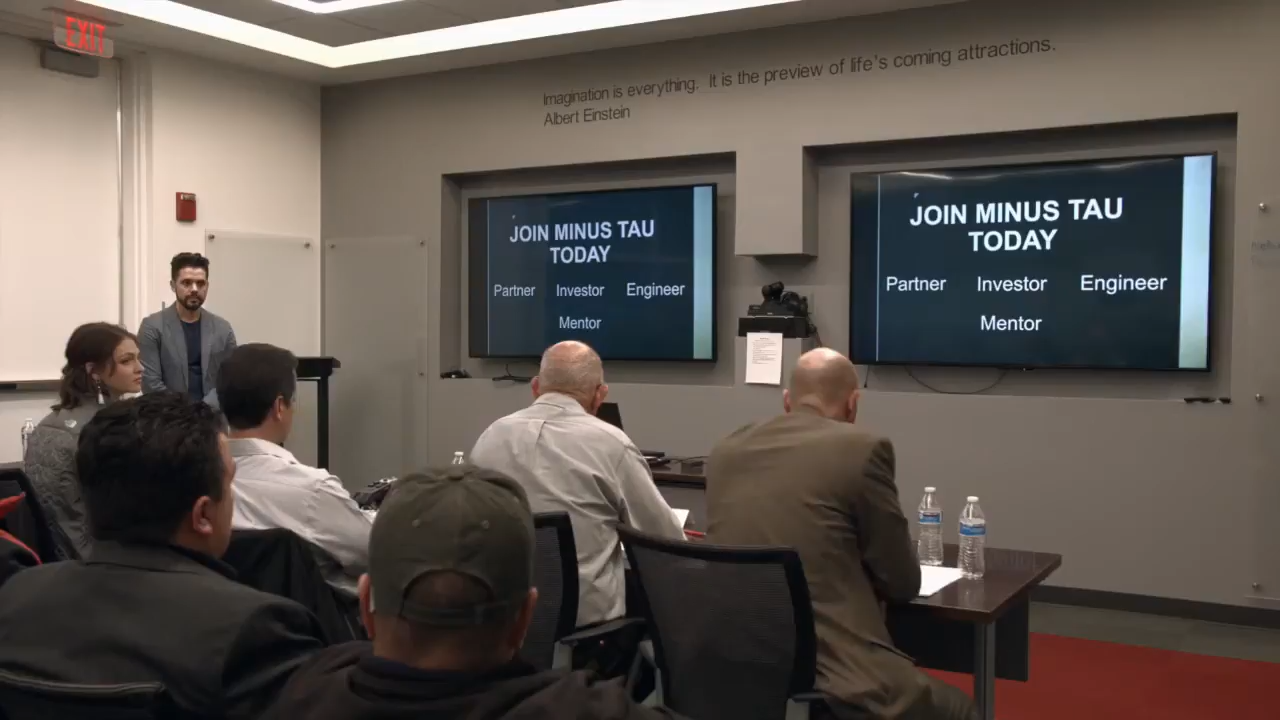 EXIT
Imagination is everything. It is the preview of life's coming attractions.
Albert Einstein
JOIN MINUS TAU
TODAY
Partner Investor Engineer
Mentor
JOIN MINUS TAU
TODAY
Partner Investor Engineer
Mentor